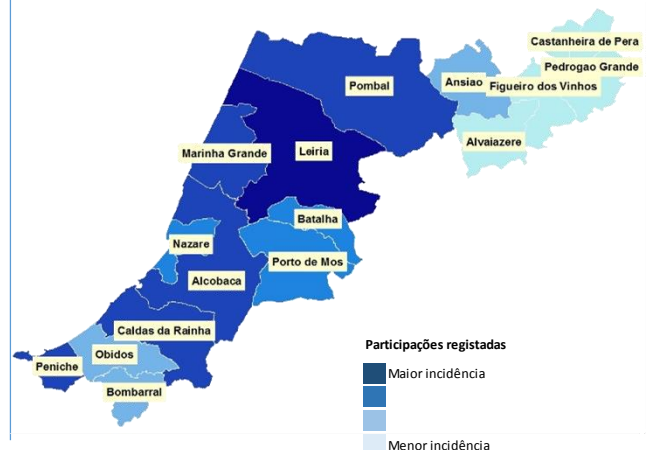 Castanheira de Pera
Pedrogao Grande
Ansiao
Figueiro dos Vinhos
Pombal
Alvaiazere
Marinha Grande
Leiria
Batalha
Nazare
Porto de Mos
Alcobaca
Caldas da Rainha
Obidos
Peniche
Bombarral
Participações registadas
Maior incidência
Menor incidência